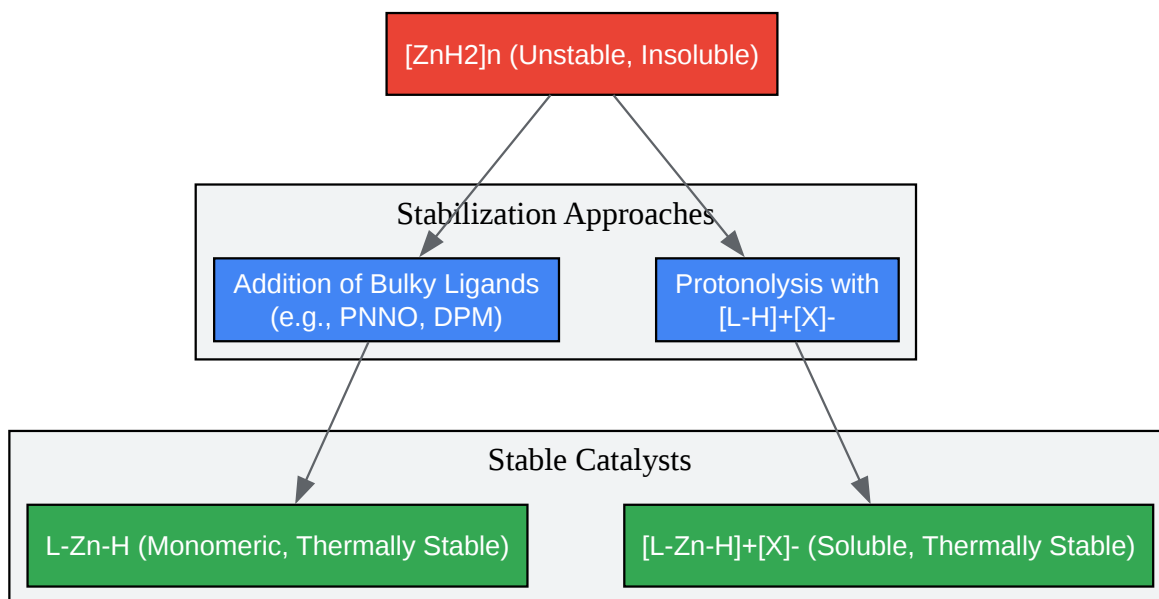 [ZnH2]n (Unstable, Insoluble)
Stabilization Approaches
Addition of Bulky Ligands
(e.g., PNNO, DPM)
Protonolysis with
[L-H]+[X]-
Stable Catalysts
L-Zn-H (Monomeric, Thermally Stable)
[L-Zn-H]+[X]- (Soluble, Thermally Stable)